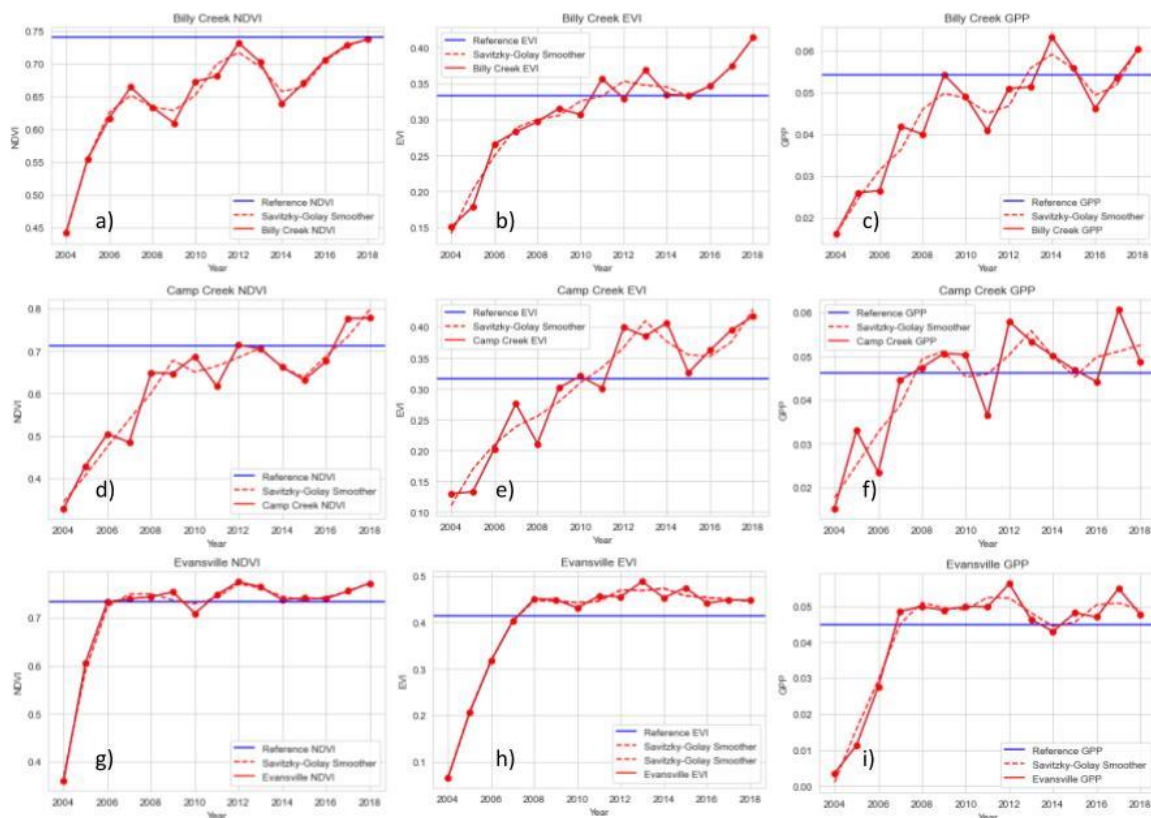 Billy Creek NDVI
NDVI
0.75
0.70
0.65
0.60
0.55
0.50
0.45
Reference NDVI
Savitzky-Golay Smoother
Billy Creek NDVI
a)
2004 2006 2008 2010 2012 2014 2016 2018
Year
Billy Creek EVI
EVI
0.40
0.35
0.30
0.25
0.20
0.15
Reference EVI
Savitzky-Golay Smoother
Billy Creek EVI
b)
2004 2006 2008 2010 2012 2014 2016 2018
Year
Billy Creek GPP
GPP
0.06
0.05
0.04
0.03
0.02
Reference GPP
Savitzky-Golay Smoother
Billy Creek GPP
c)
2004 2006 2008 2010 2012 2014 2016 2018
Year
Camp Creek NDVI
NDVI
0.8
0.7
0.6
0.5
0.4
Reference NDVI
Savitzky-Golay Smoother
Camp Creek NDVI
d)
2004 2006 2008 2010 2012 2014 2016 2018
Year
Camp Creek EVI
EVI
0.40
0.35
0.30
0.25
0.20
0.15
0.10
Reference EVI
Savitzky-Golay Smoother
Camp Creek EVI
e)
2004 2006 2008 2010 2012 2014 2016 2018
Year
Camp Creek GPP
GPP
0.06
0.05
0.04
0.03
0.02
Reference GPP
Savitzky-Golay Smoother
Camp Creek GPP
f)
2004 2006 2008 2010 2012 2014 2016 2018
Year
Evansville NDVI
NDVI
0.7
0.6
0.5
0.4
Reference NDVI
Savitzky-Golay Smoother
Evansville NDVI
g)
2004 2006 2008 2010 2012 2014 2016 2018
Year
Evansville EVI
EVI
0.5
0.4
0.3
0.2
0.1
Reference EVI
Savitzky-Golay Smoother
Savitzky-Golay Smoother
Evansville EVI
h)
2004 2006 2008 2010 2012 2014 2016 2018
Year
Evansville GPP
GPP
0.05
0.04
0.03
0.02
0.01
0.00
Reference GPP
Savitzky-Golay Smoother
Evansville GPP
i)
2004 2006 2008 2010 2012 2014 2016 2018
Year